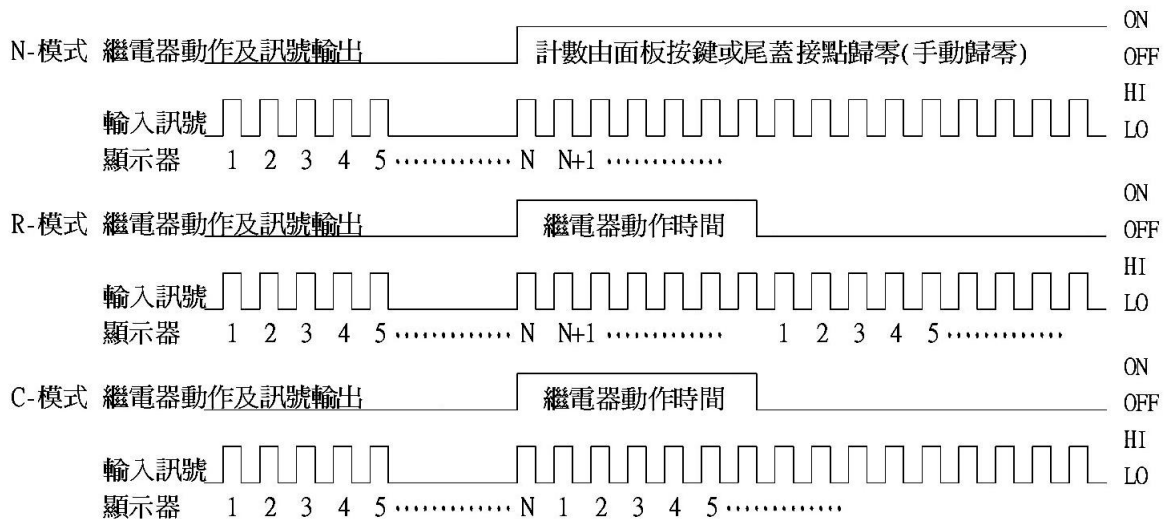 ON
N-模式 繼電器動作及訊號輸出 計數由面板按鍵或尾蓋接點歸零(手動歸零) OFF
HI
輸入訊號 LO
顯示器 1 2 3 4 5 ············· N N+1 ·············
ON
R-模式 繼電器動作及訊號輸出 繼電器動作時間 OFF
HI
輸入訊號 LO
顯示器 1 2 3 4 5 ············· N N+1 ············· 1 2 3 4 5 ·············
ON
C-模式 繼電器動作及訊號輸出 繼電器動作時間 OFF
HI
輸入訊號 LO
顯示器 1 2 3 4 5 ············· N 1 2 3 4 5 ·············